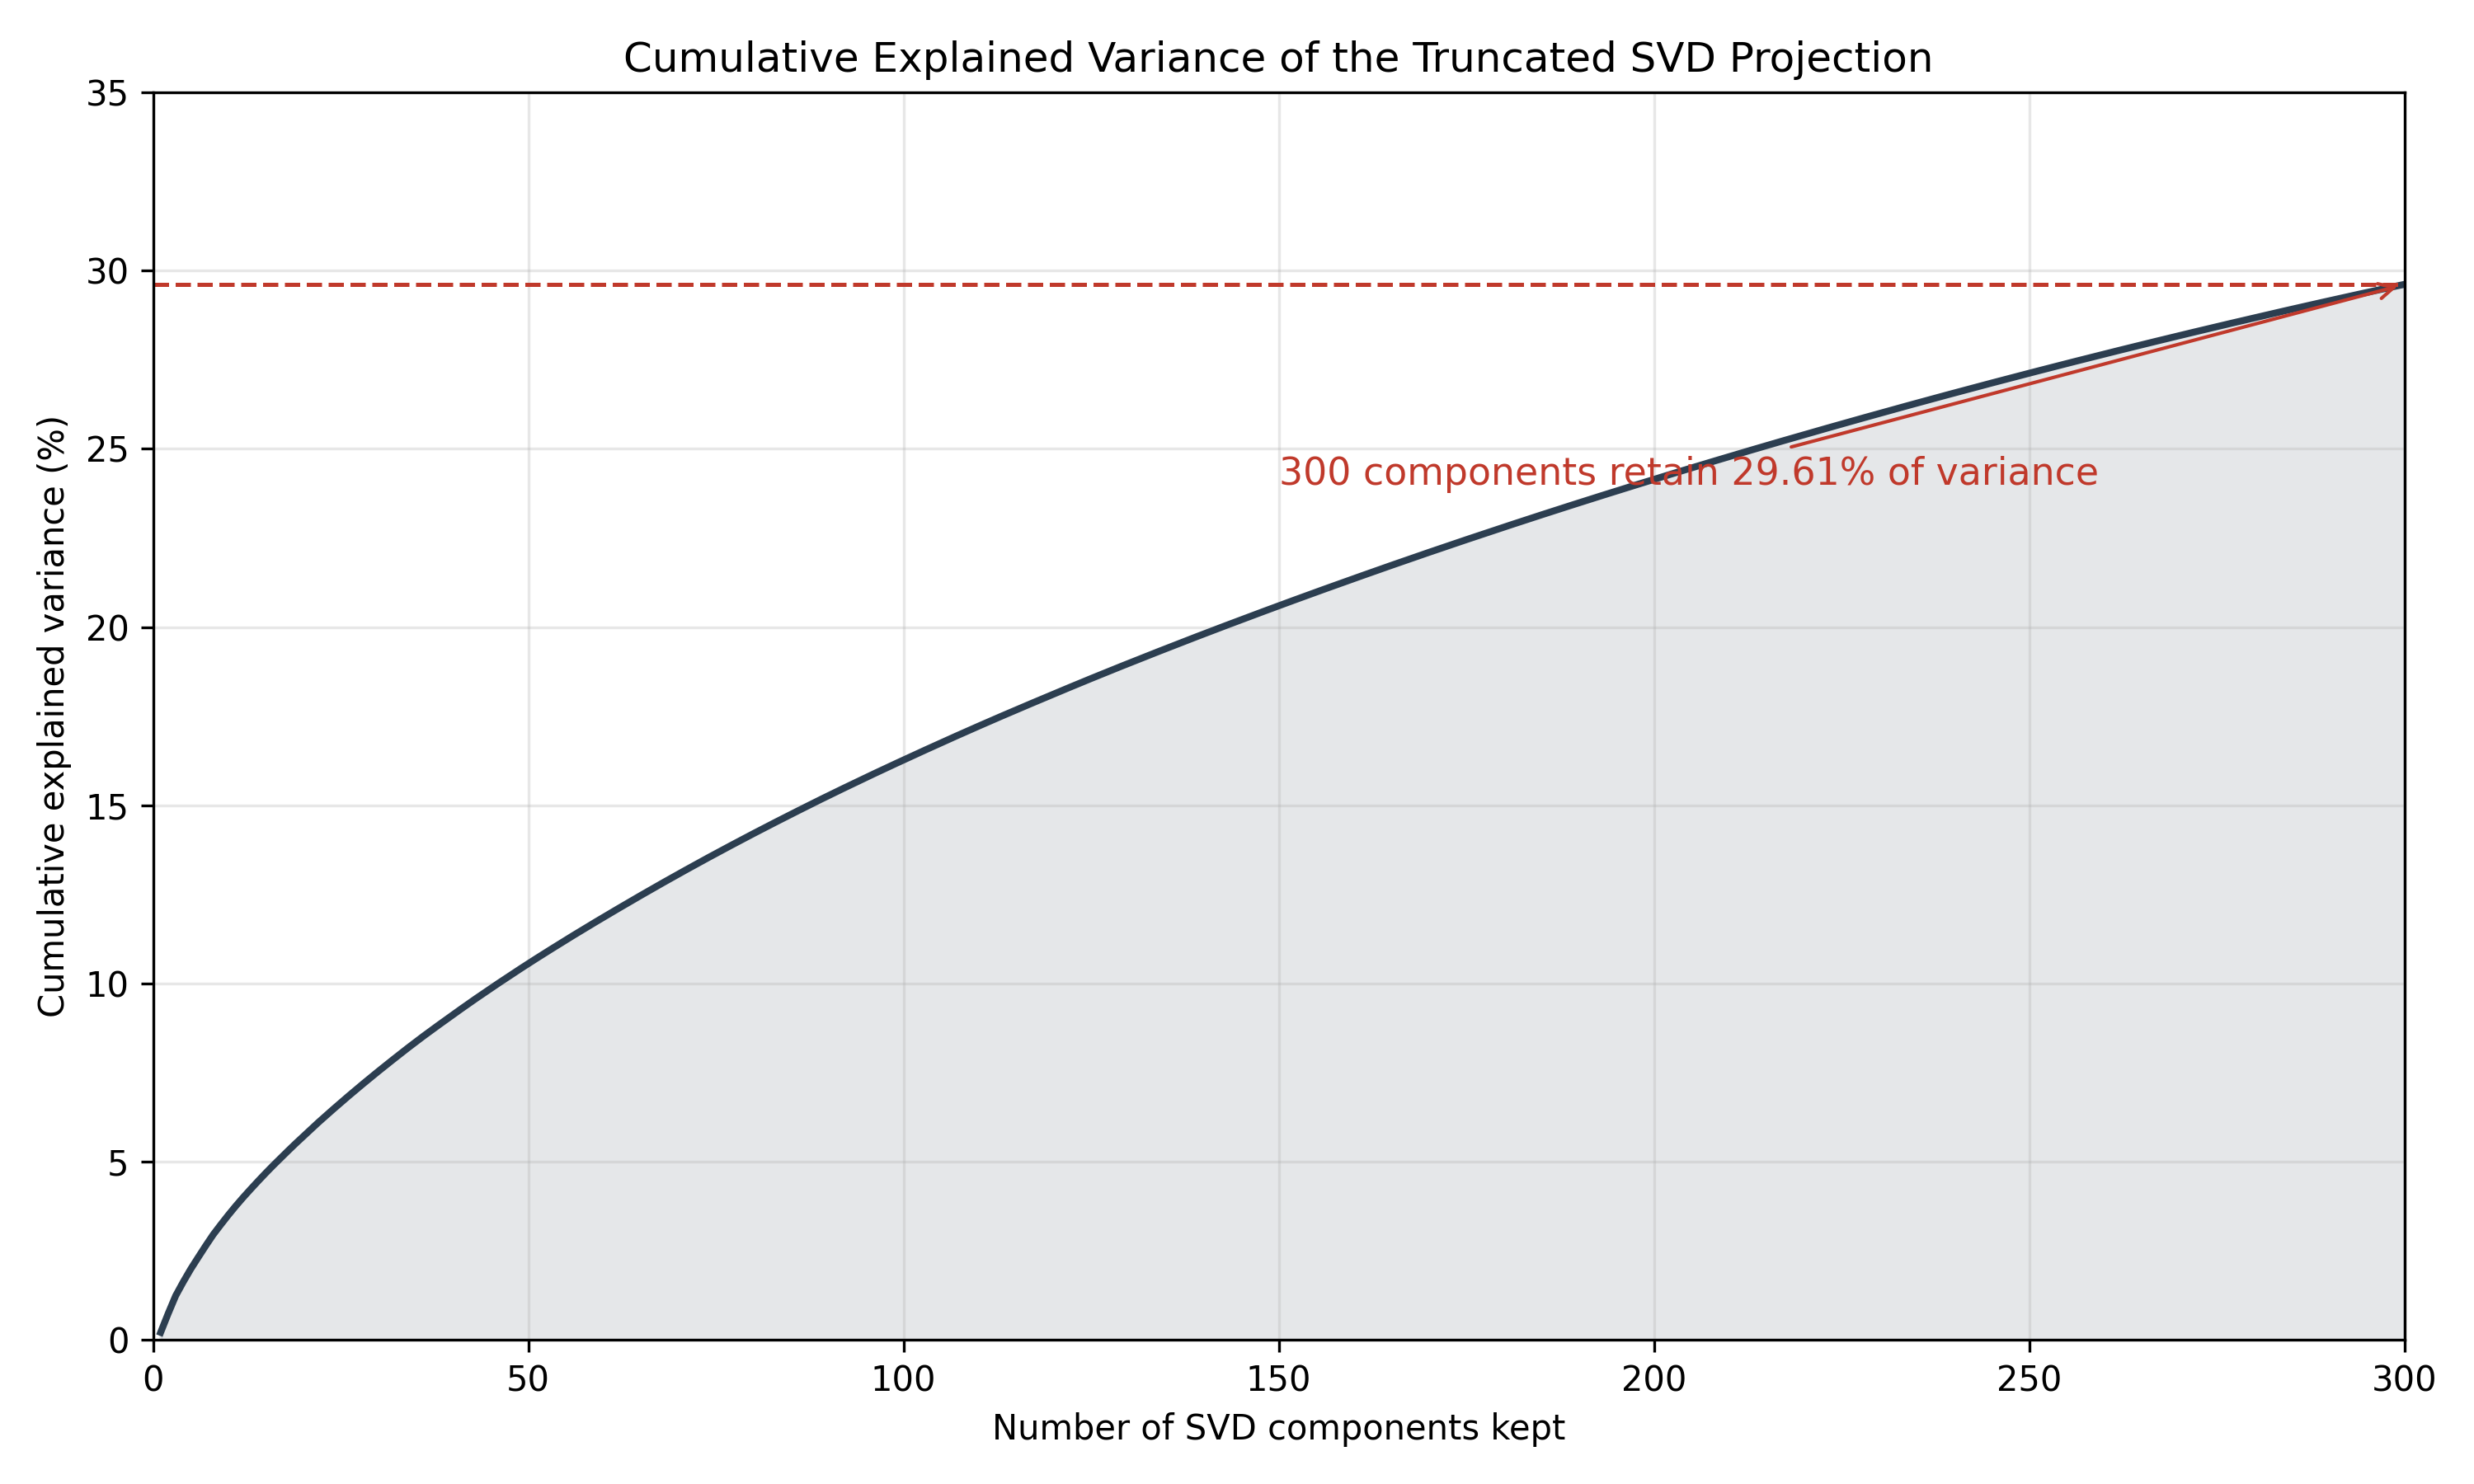 Cumulative Explained Variance of the Truncated SVD Projection
35
30
25
20
15
10
5
0
Cumulative explained variance (%)
300 components retain 29.61% of variance
0 50 100 150 200 250 300
Number of SVD components kept